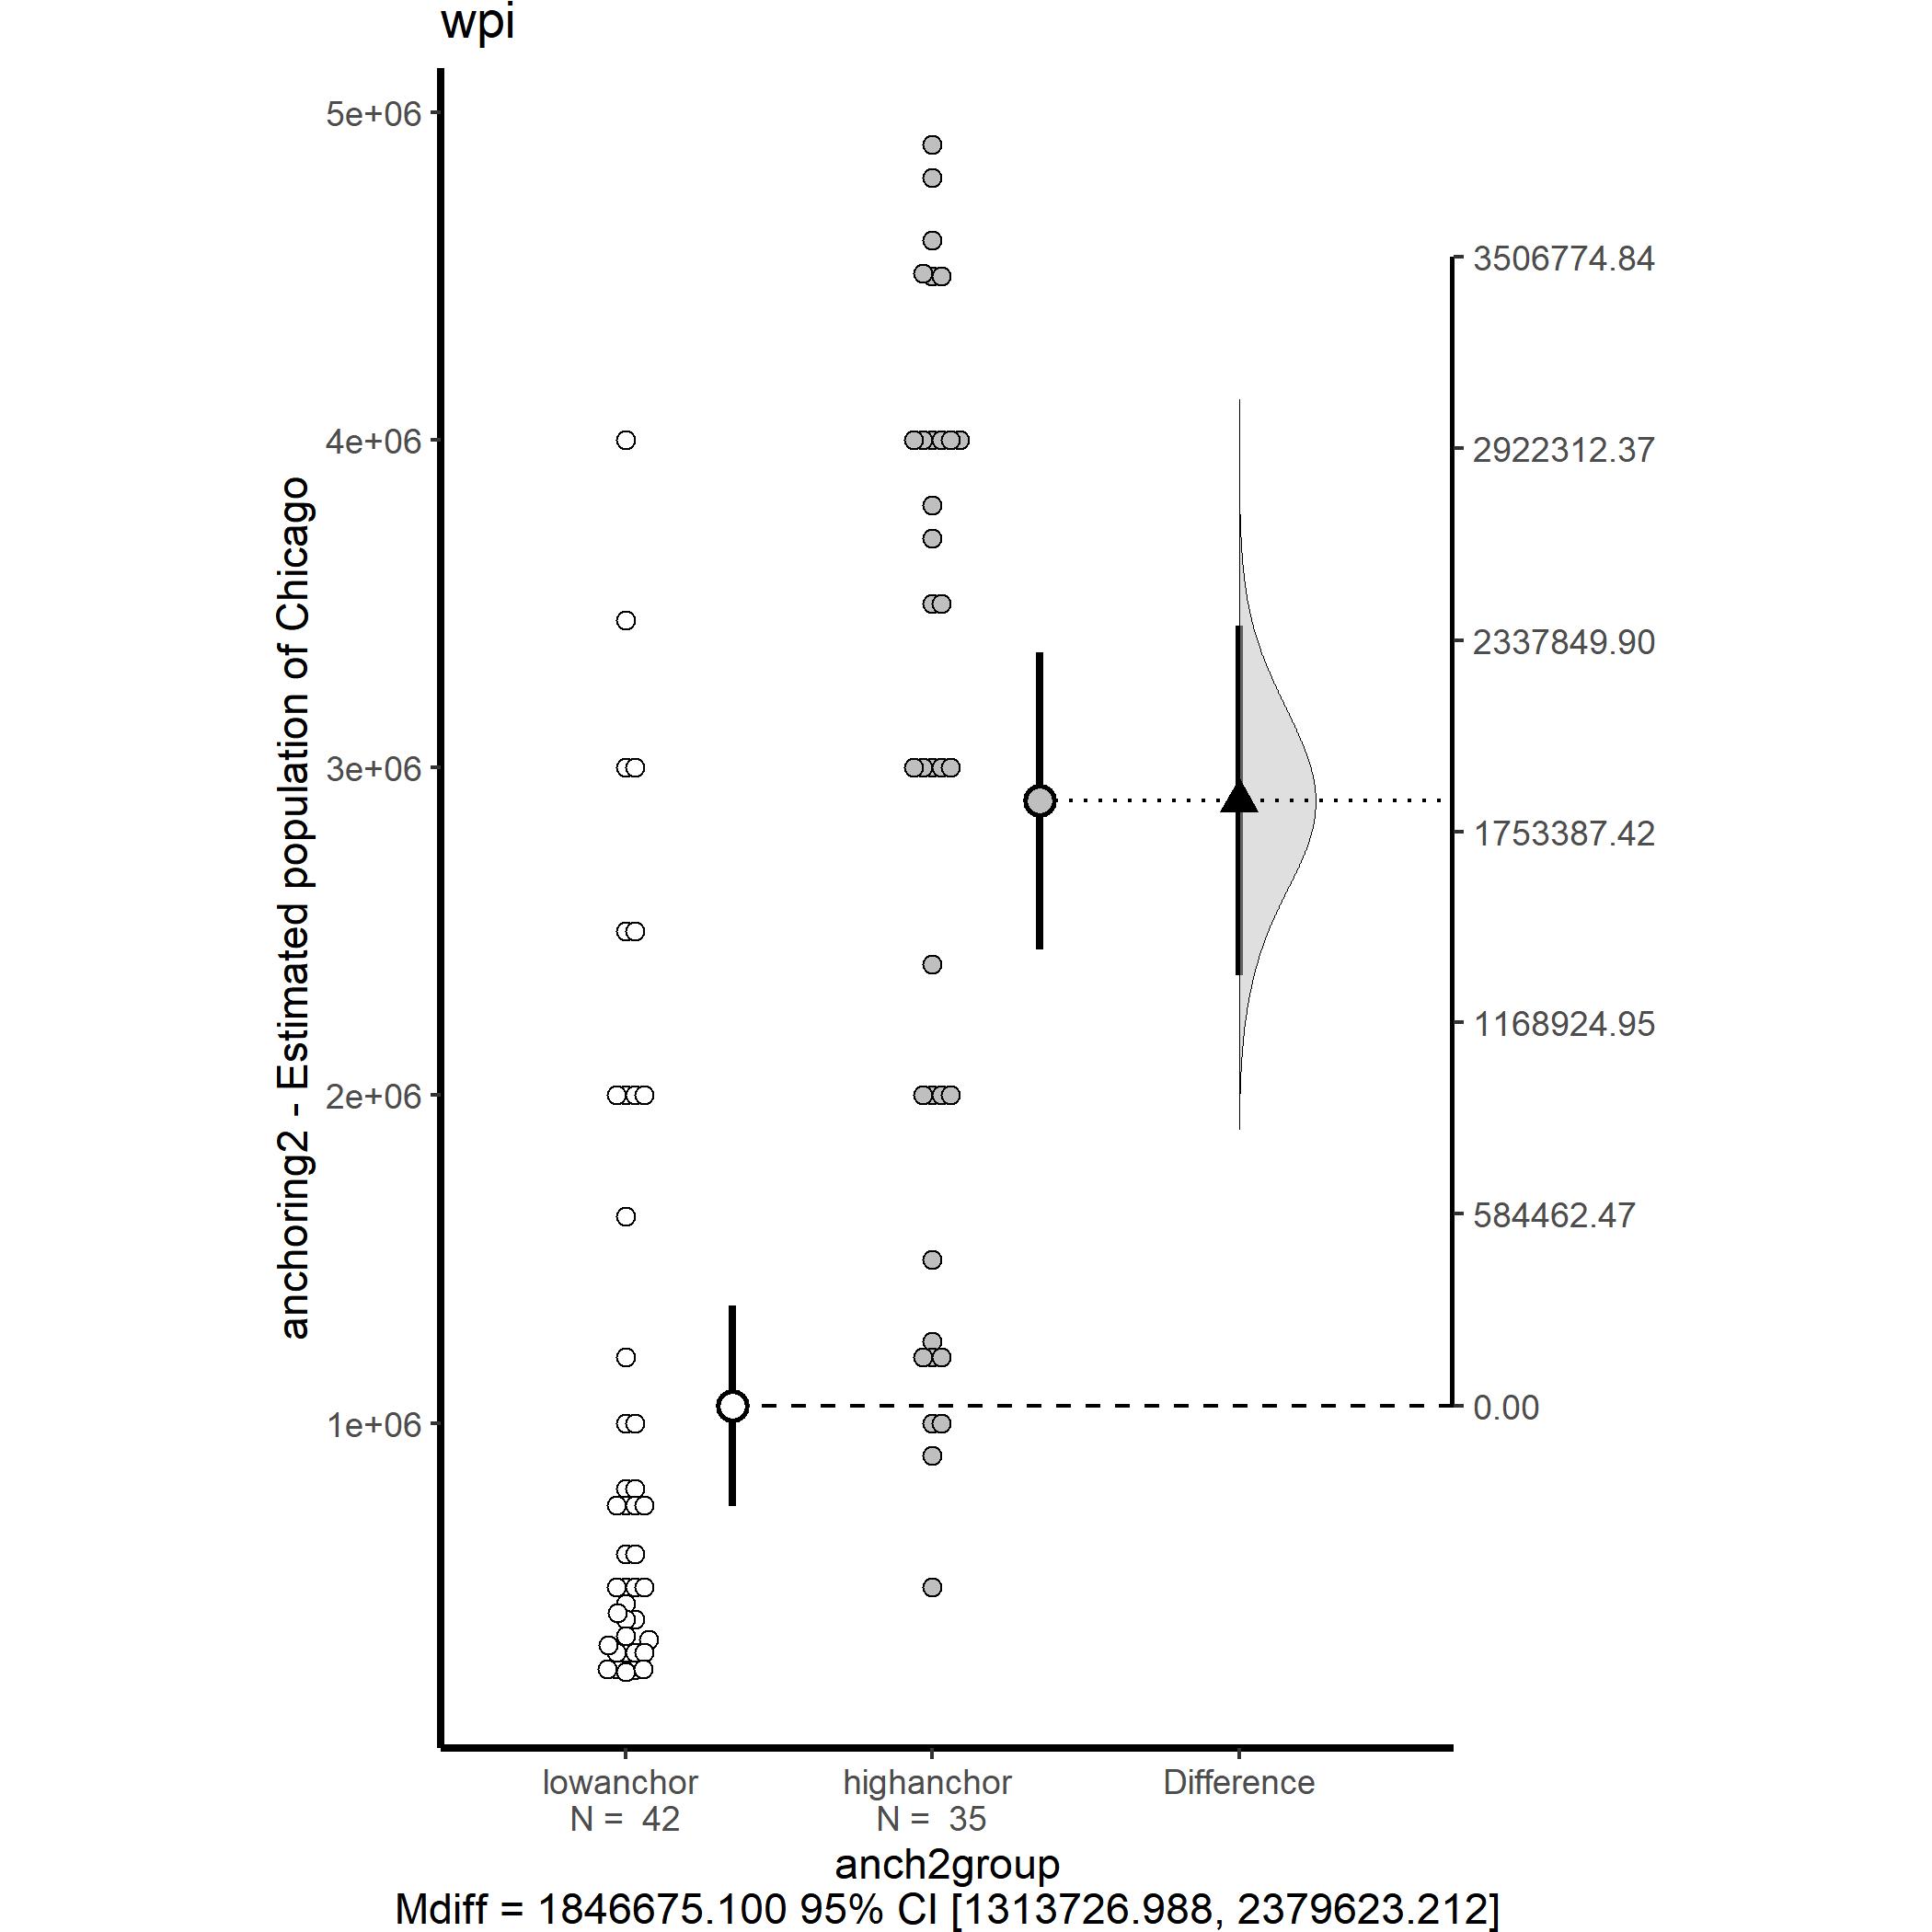 wpi
anchoring2 - Estimated population of Chicago
5e+06
4e+06
3e+06
2e+06
1e+06
3506774.84
2922312.37
2337849.90
1753387.42
1168924.95
584462.47
0.00
lowanchor
N =  42
highanchor
N =  35
Difference
anch2group
Mdiff = 1846675.100 95% CI [1313726.988, 2379623.212]